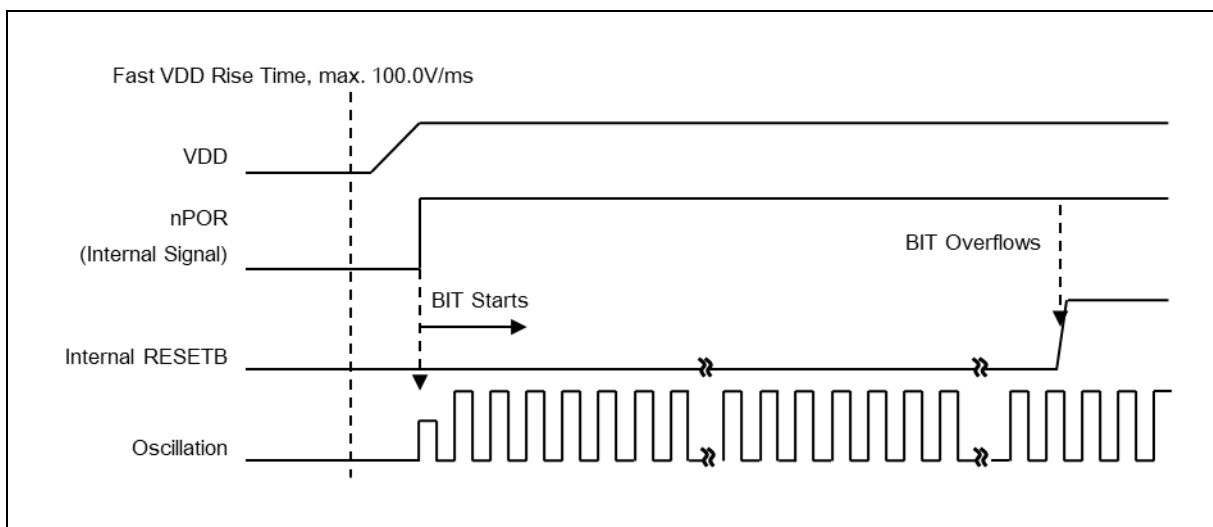 Fast VDD Rise Time, max. 100.0V/ms
VDD
nPOR
(Internal Signal)
BIT Overflows
BIT Starts
Internal RESETB
Oscillation